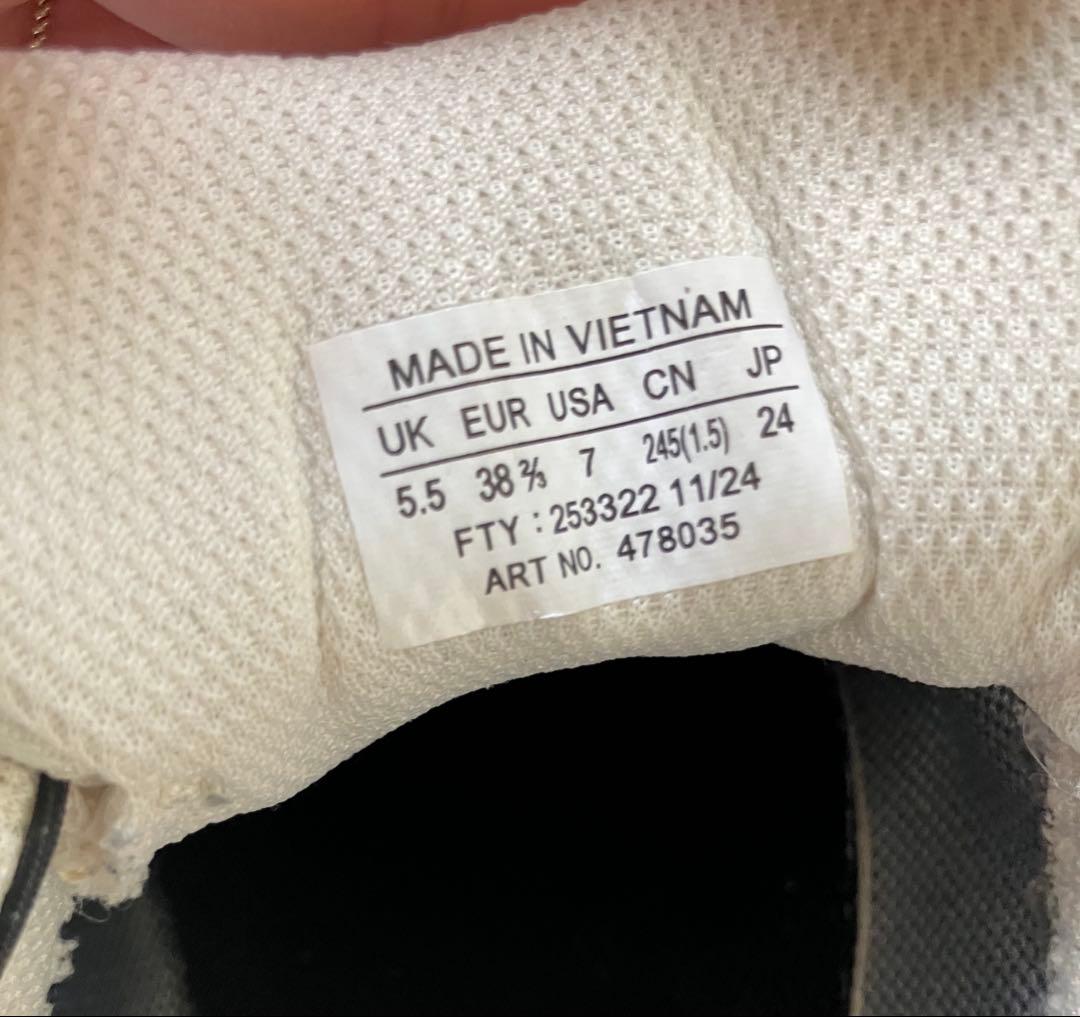 MADE IN VIETNAM
UK EUR USA CN JP
5.5 38⅔ 7 245(1.5) 24
FTY : 253322 11/24
ART NO. 478035